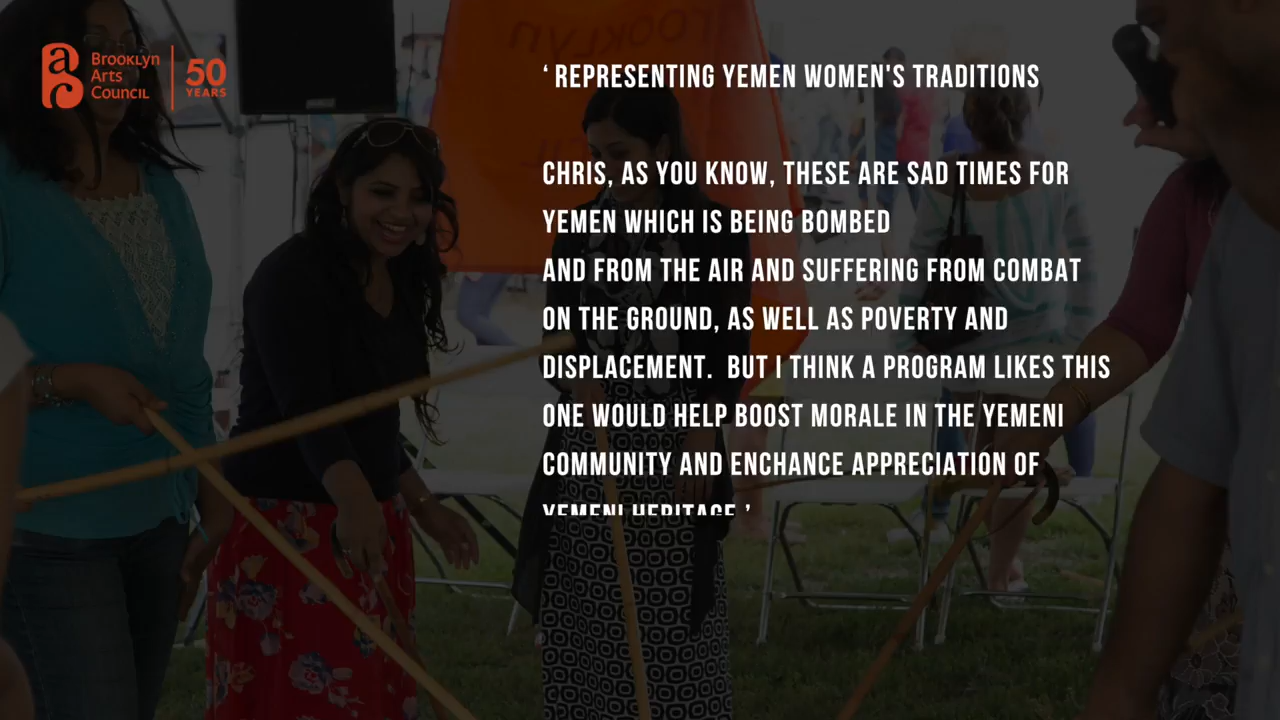 Brooklyn
Arts
Council
50
YEARS
rooklyn
‘ REPRESENTING YEMEN WOMEN'S TRADITIONS
CHRIS, AS YOU KNOW, THESE ARE SAD TIMES FOR
YEMEN WHICH IS BEING BOMBED
AND FROM THE AIR AND SUFFERING FROM COMBAT
ON THE GROUND, AS WELL AS POVERTY AND
DISPLACEMENT.  BUT I THINK A PROGRAM LIKES THIS
ONE WOULD HELP BOOST MORALE IN THE YEMENI
COMMUNITY AND ENCHANCE APPRECIATION OF
YEMENI HERITAGE.’